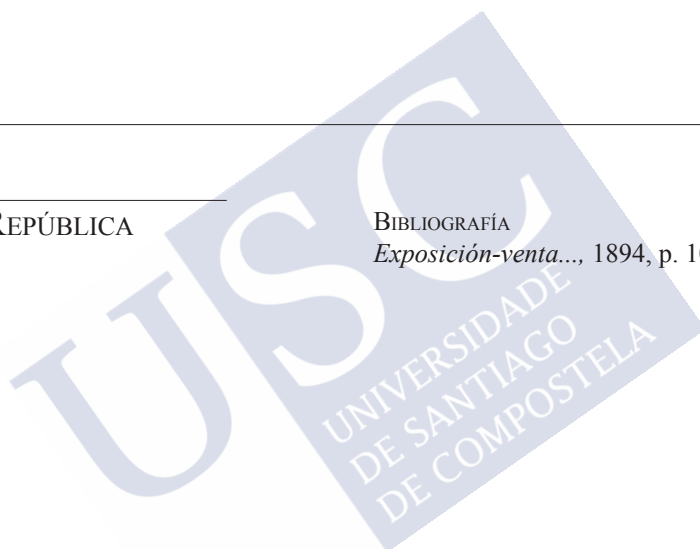 REPÚBLICA
BIBLIOGRAFÍA
Exposición-venta..., 1894, p.
USC
UNIVERSIDADE
DE SANTIAGO
DE COMPOSTELA